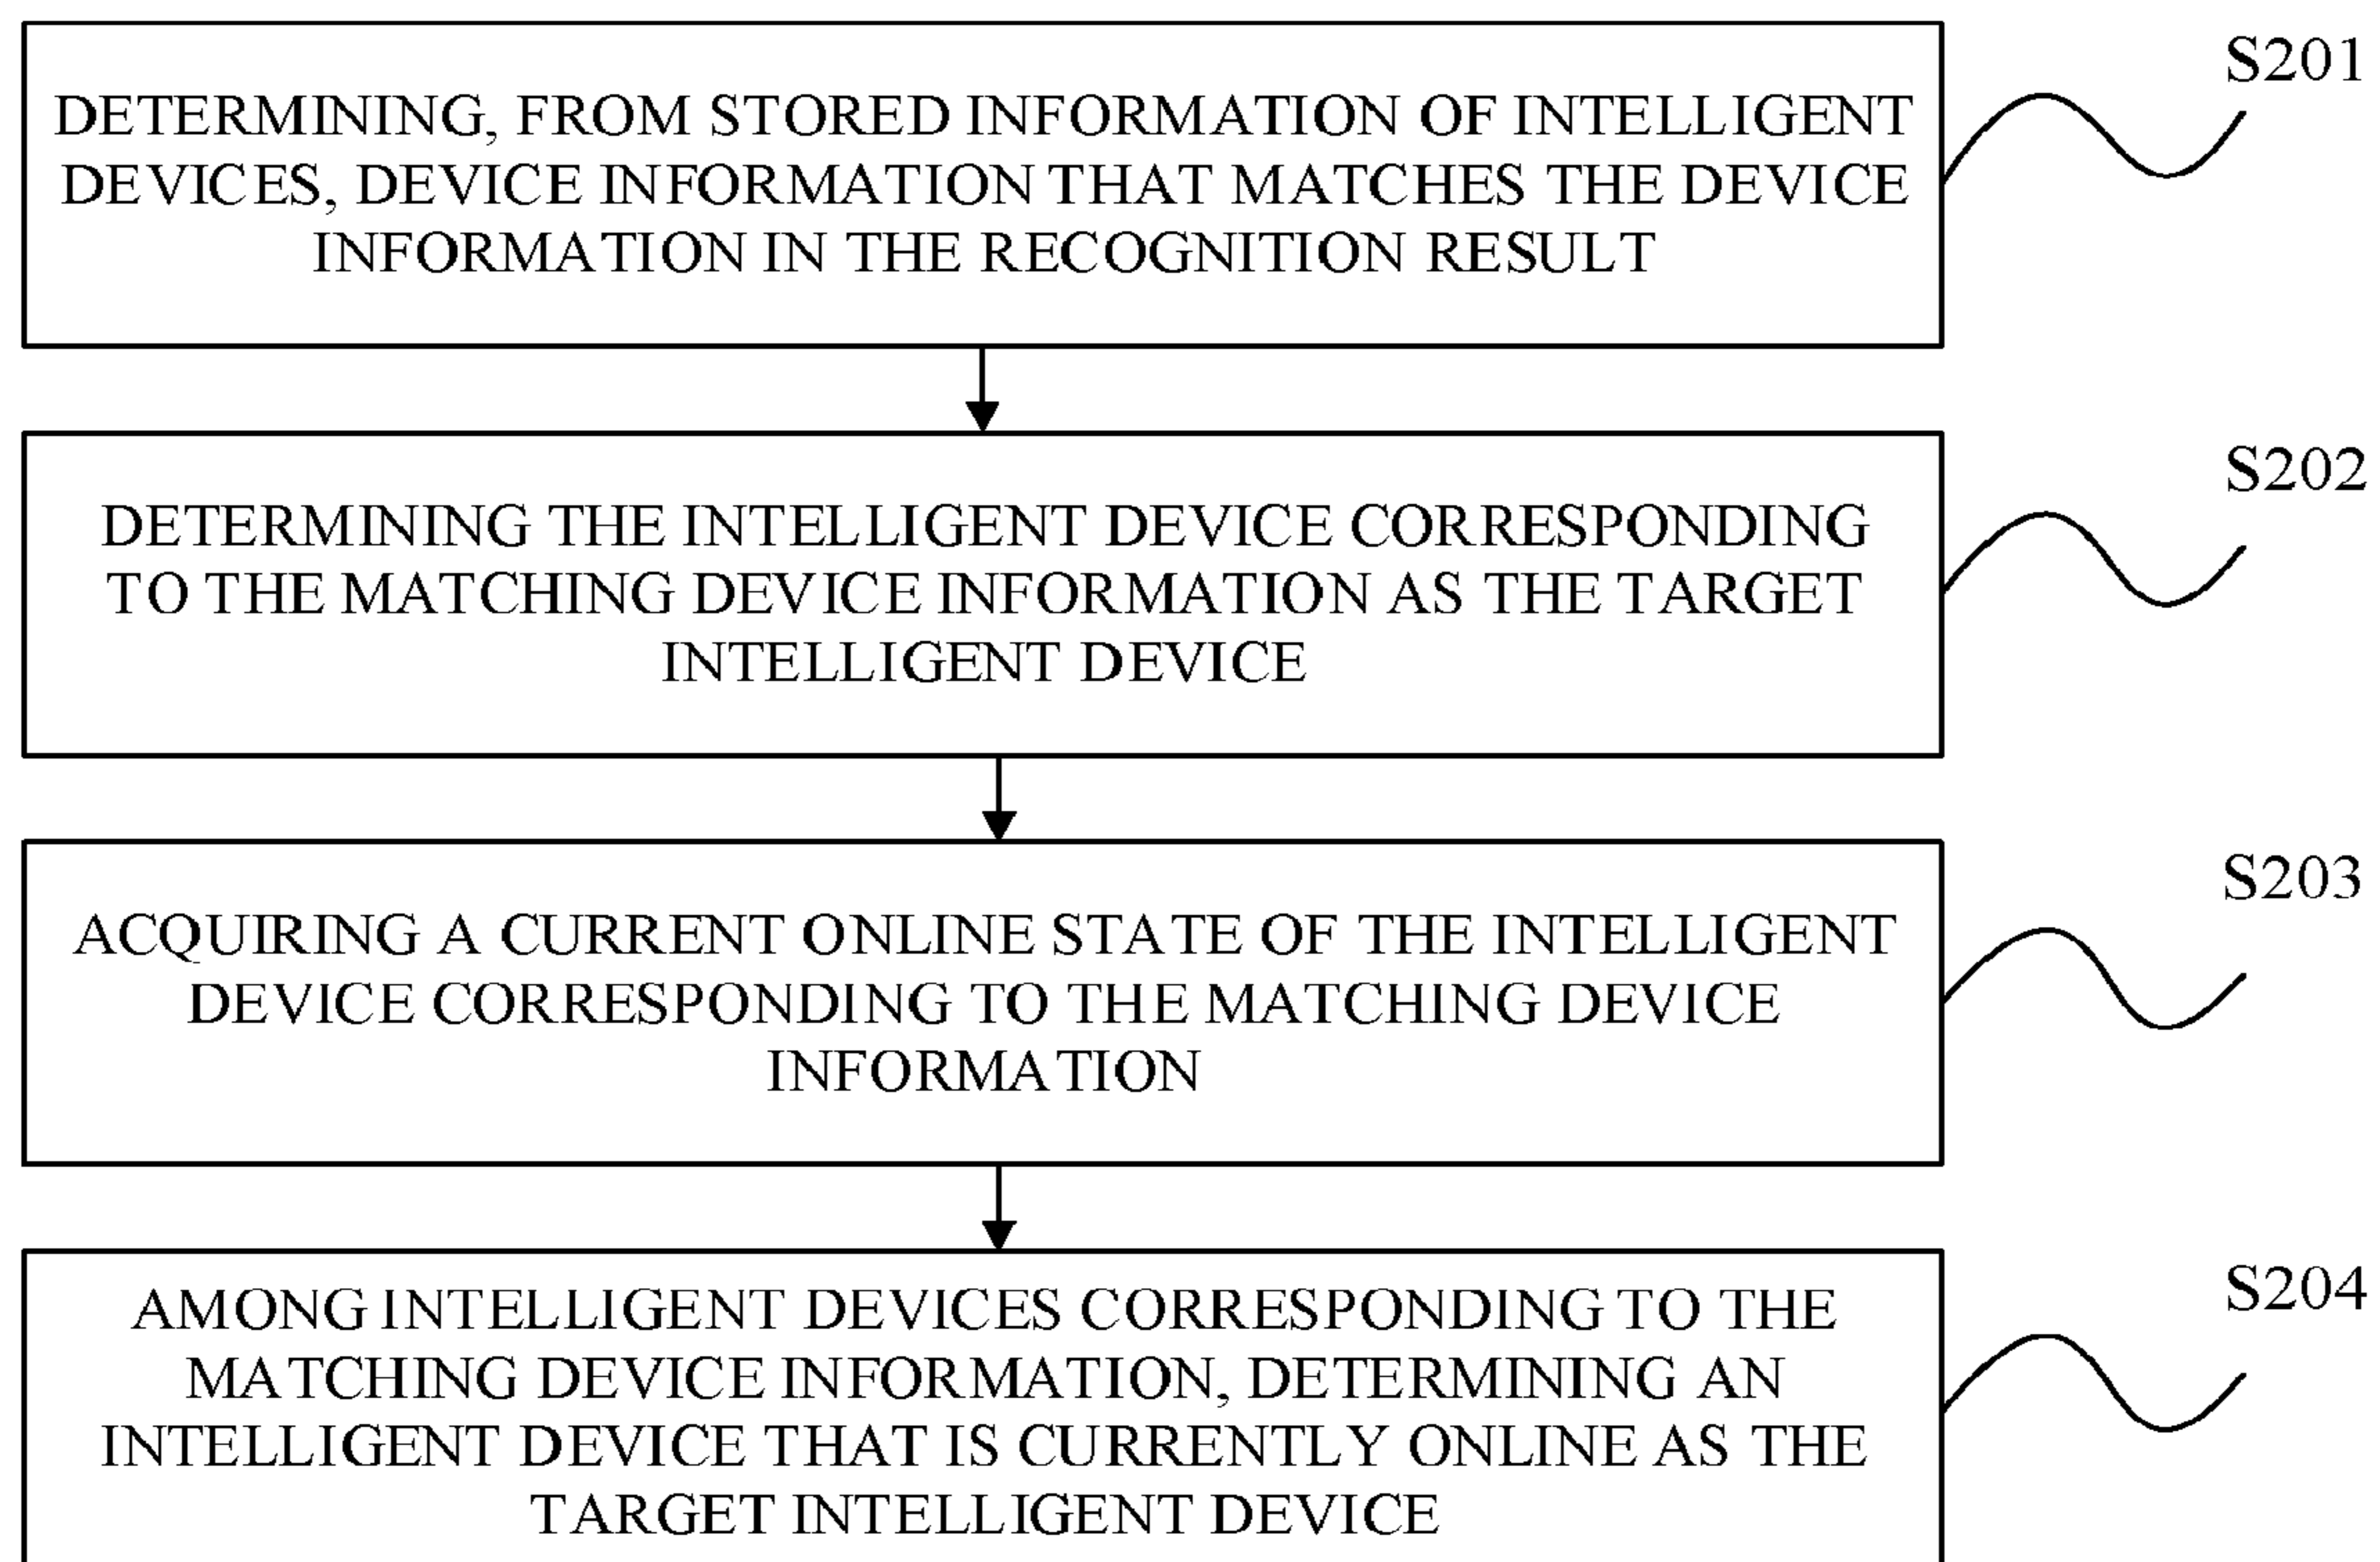 S201
DETERMINING, FROM STORED INFORMATION OF INTELLIGENT
DEVICES, DEVICE INFORMATION THAT MATCHES THE DEVICE
INFORMATION IN THE RECOGNITION RESULT
S202
DETERMINING THE INTELLIGENT DEVICE CORRESPONDING
TO THE MATCHING DEVICE INFORMATION AS THE TARGET
INTELLIGENT DEVICE
S203
ACQUIRING A CURRENT ONLINE STATE OF THE INTELLIGENT
DEVICE CORRESPONDING TO THE MATCHING DEVICE
INFORMATION
S204
AMONG INTELLIGENT DEVICES CORRESPONDING TO THE
MATCHING DEVICE INFORMATION, DETERMINING AN
INTELLIGENT DEVICE THAT IS CURRENTLY ONLINE AS THE
TARGET INTELLIGENT DEVICE